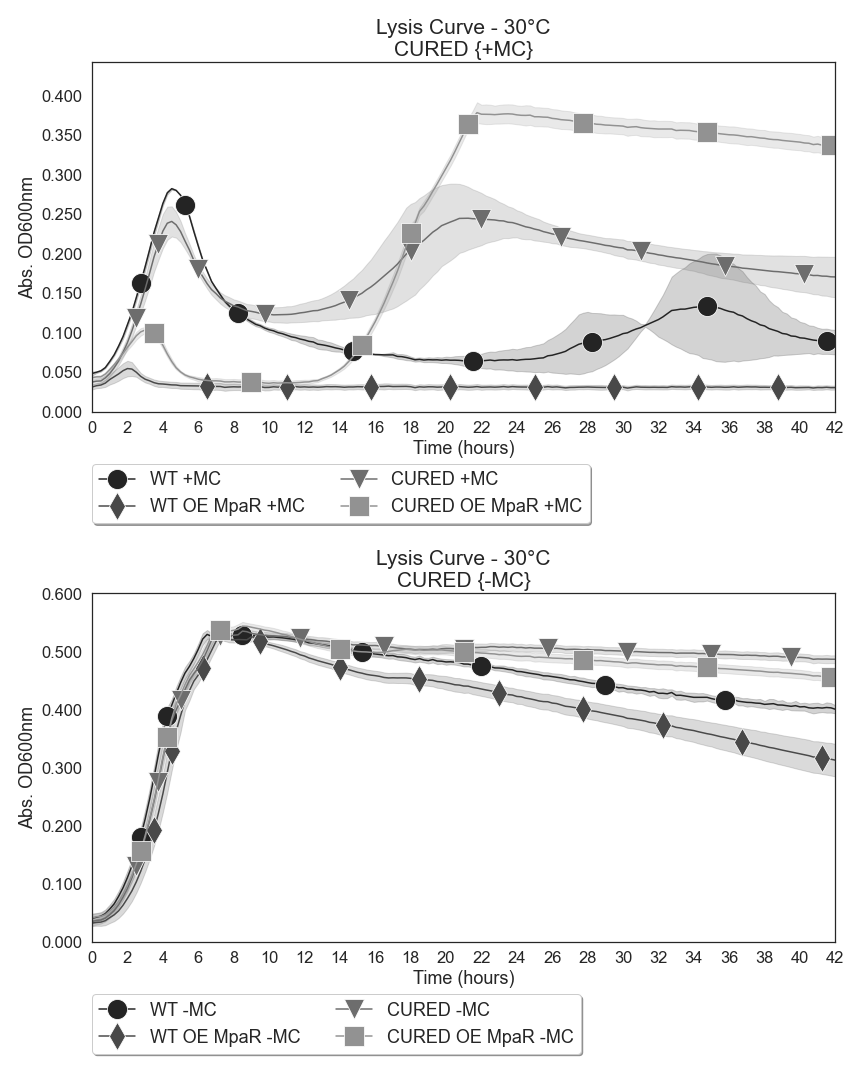 Lysis Curve - 30°C
CURED {+MC}
Abs. OD600nm
0.400
0.350
0.300
0.250
0.200
0.150
0.100
0.050
0.000
0 2 4 6 8 10 12 14 16 18 20 22 24 26 28 30 32 34 36 38 40 42
Time (hours)
WT +MC CURED +MC
WT OE MpaR +MC CURED OE MpaR +MC
Lysis Curve - 30°C
CURED {-MC}
Abs. OD600nm
0.600
0.500
0.400
0.300
0.200
0.100
0.000
0 2 4 6 8 10 12 14 16 18 20 22 24 26 28 30 32 34 36 38 40 42
Time (hours)
WT -MC CURED -MC
WT OE MpaR -MC CURED OE MpaR -MC